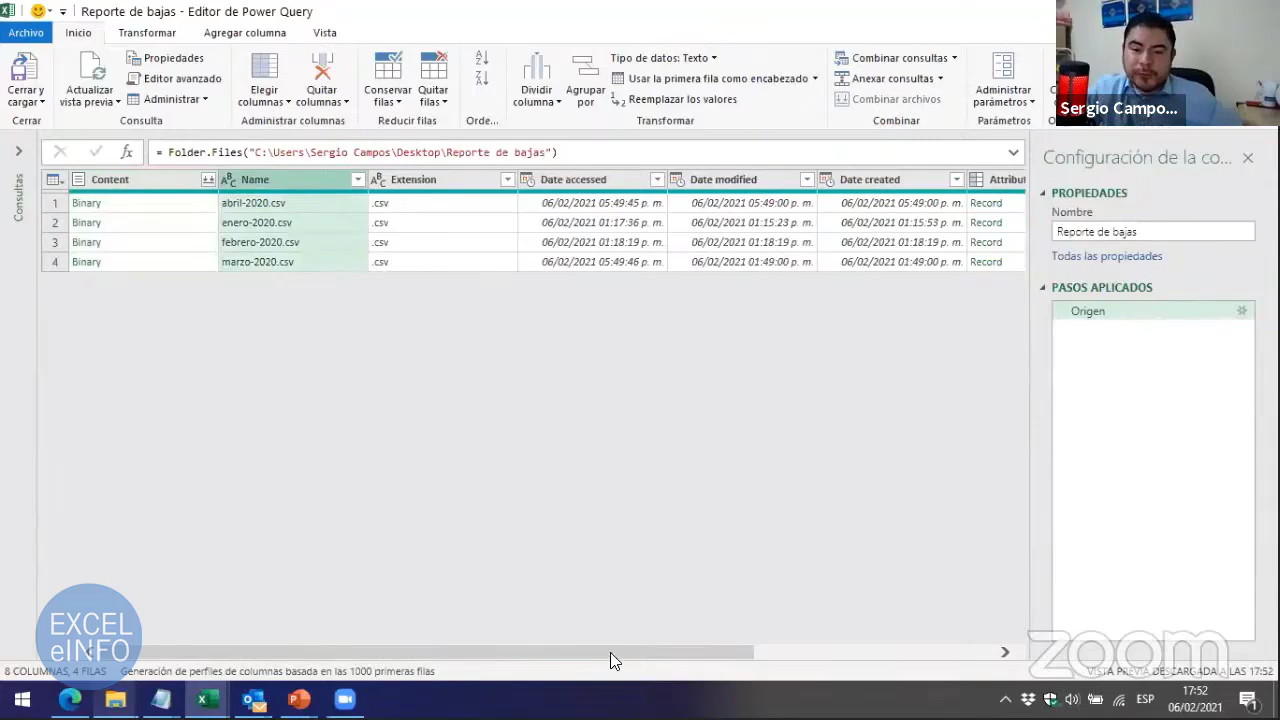 Reporte de bajas - Editor de Power Query
Archivo Inicio Transformar Agregar columna Vista
Cerrar y cargar
Cerrar
Actualizar vista previa
Propiedades
Editor avanzado
Administrar
Consulta
Elegir columnas
Quitar columnas
Administrar columnas
Conservar filas
Quitar filas
Reducir filas
Orde...
Dividir columna
Agrupar por
Tipo de datos: Texto
Usar la primera fila como encabezado
Reemplazar los valores
Transformar
Combinar consultas
Anexar consultas
Combinar archivos
Combinar
Administrar parámetros
Parámetros
Sergio Campo...
Consultas
fx = Folder.Files("C:\Users\Sergio Campos\Desktop\Reporte de bajas")
Content Name Extension Date accessed Date modified Date created Attribut
1 Binary abril-2020.csv .csv 06/02/2021 05:49:45 p. m. 06/02/2021 05:49:00 p. m. 06/02/2021 05:49:00 p. m. Record
2 Binary enero-2020.csv .csv 06/02/2021 01:17:36 p. m. 06/02/2021 01:15:23 p. m. 06/02/2021 01:15:53 p. m. Record
3 Binary febrero-2020.csv .csv 06/02/2021 01:18:19 p. m. 06/02/2021 01:18:19 p. m. 06/02/2021 01:18:19 p. m. Record
4 Binary marzo-2020.csv .csv 06/02/2021 05:49:46 p. m. 06/02/2021 01:49:00 p. m. 06/02/2021 01:49:00 p. m. Record
Configuración de la co...
PROPIEDADES
Nombre
Reporte de bajas
Todas las propiedades
PASOS APLICADOS
Origen
EXCEL
eINFO
zoom
8 COLUMNAS, 4 FILAS Generación de perfiles de columnas basada en las 1000 primeras filas
VISTA PREVIA DESCARGADA A LAS 17:52
ESP
17:52
06/02/2021
1